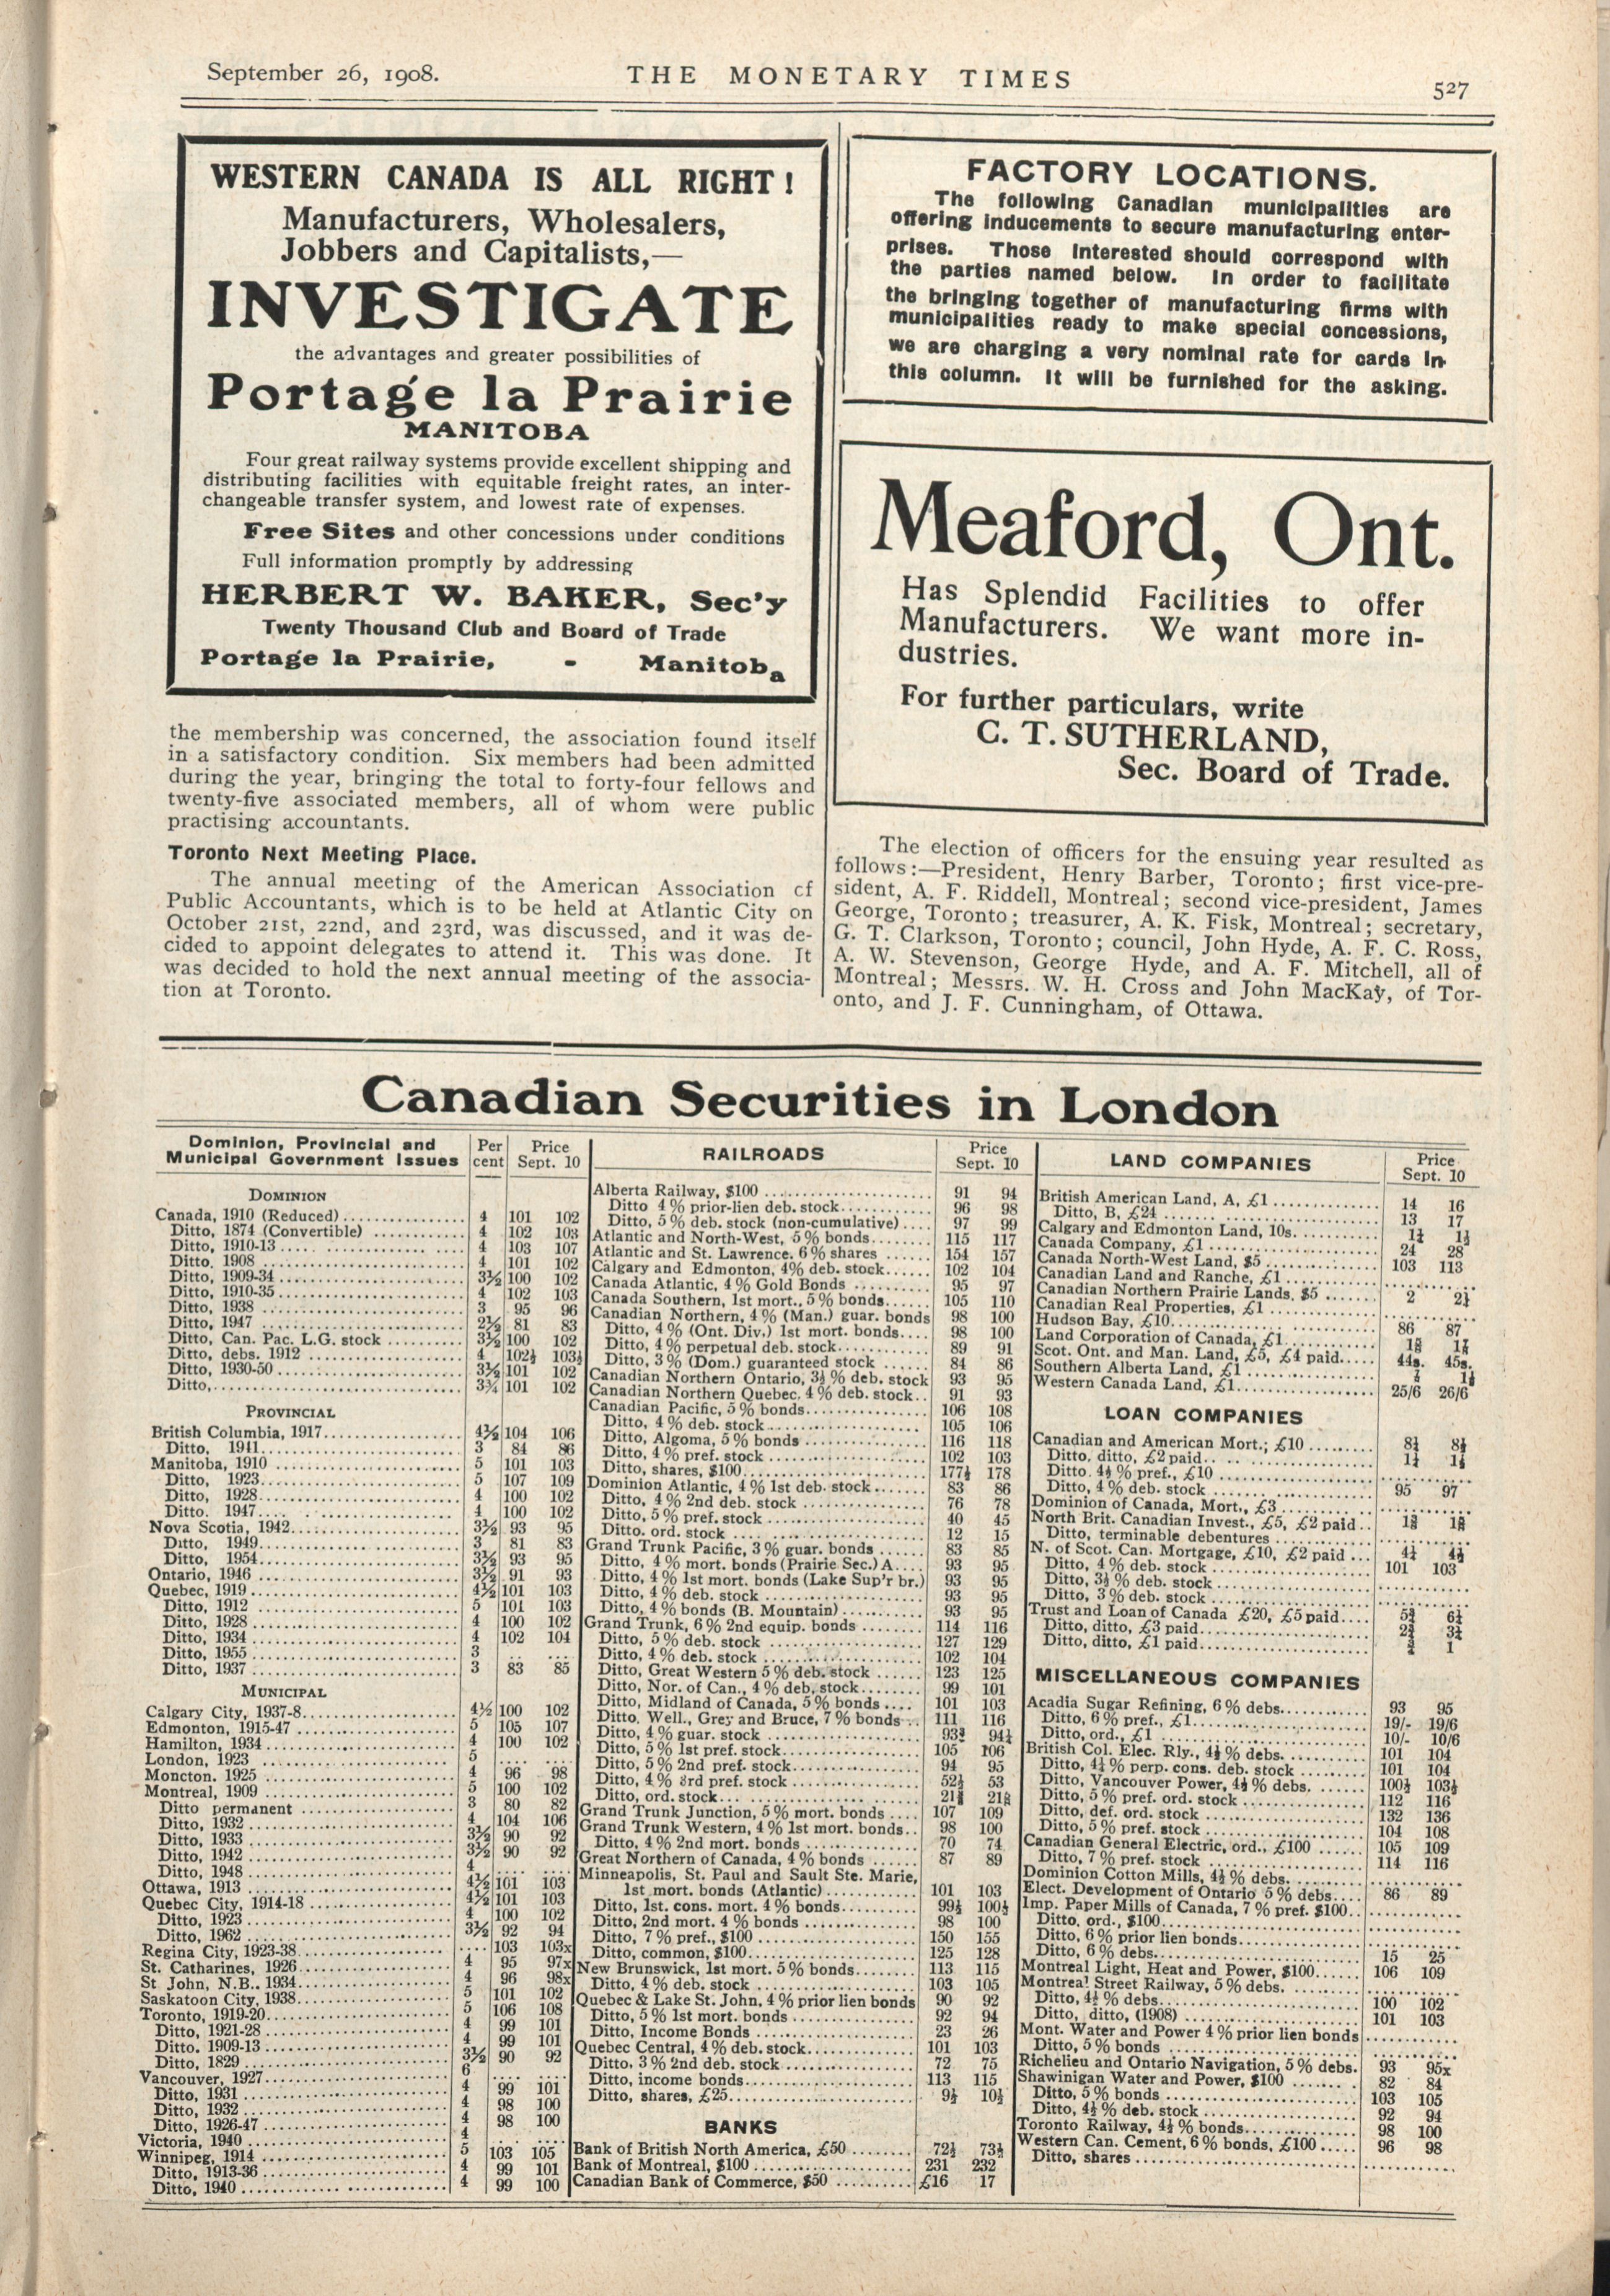 September 26, 1908.
THE MONETARY TIMES
527
WESTERN CANADA IS ALL RIGHT!
Manufacturers, Wholesalers,
Jobbers and Capitalists,—
INVESTIGATE
the advantages and greater possibilities of
Portage la Prairie
MANITOBA
Four great railway systems provide excellent shipping and
distributing facilities with equitable freight rates, an inter-
changeable transfer system, and lowest rate of expenses.
Free Sites and other concessions under conditions
Full information promptly by addressing
HERBERT W. BAKER, Sec'y
Twenty Thousand Club and Board of Trade
Portage la Prairie, - Manitoba
the membership was concerned, the association found itself
in a satisfactory condition. Six members had been admitted
during the year, bringing the total to forty-four fellows and
twenty-five associated members, all of whom were public
practising accountants.
Toronto Next Meeting Place.
The annual meeting of the American Association cf
Public Accountants, which is to be held at Atlantic City on
October 21st, 22nd, and 23rd, was discussed, and it was de-
cided to appoint delegates to attend it. This was done. It
was decided to hold the next annual meeting of the associa-
tion at Toronto.
FACTORY LOCATIONS.
The following Canadian municipalities are
offering inducements to secure manufacturing enter-
prises. Those interested should correspond with
the parties named below. In order to facilitate
the bringing together of manufacturing firms with
municipalities ready to make special concessions,
we are charging a very nominal rate for cards in
this column. It will be furnished for the asking.
Meaford, Ont.
Has Splendid Facilities to offer
Manufacturers. We want more in-
dustries.
For further particulars, write
C. T. SUTHERLAND,
Sec. Board of Trade.
The election of officers for the ensuing year resulted as
follows:—President, Henry Barber, Toronto; first vice-pre-
sident, A. F. Riddell, Montreal; second vice-president, James
George, Toronto; treasurer, A. K. Fisk, Montreal; secretary,
G. T. Clarkson, Toronto; council, John Hyde, A. F. C. Ross,
A. W. Stevenson, George Hyde, and A. F. Mitchell, all of
Montreal; Messrs. W. H. Cross and John MacKay, of Tor-
onto, and J. F. Cunningham, of Ottawa.
Canadian Securities in London
Dominion, Provincial and Municipal Government Issues | Per cent | Price Sept. 10
DOMINION
Canada, 1910 (Reduced) 4 101 102
Ditto, 1874 (Convertible) 4 102 103
Ditto, 1910-13 4 103 107
Ditto, 1908 4 101 102
Ditto, 1909-34 3½ 100 102
Ditto, 1910-35 4 102 103
Ditto, 1938 3 95 96
Ditto, 1947 2½ 81 83
Ditto, Can. Pac. L.G. stock 3½ 100 102
Ditto, debs. 1912 4 102½ 103½
Ditto, 1930-50 3½ 101 102
Ditto, 3¾ 101 102
PROVINCIAL
British Columbia, 1917 4½ 104 106
Ditto, 1941 3 84 86
Manitoba, 1910 5 101 103
Ditto, 1923 5 107 109
Ditto, 1928 4 100 102
Ditto. 1947 4 100 102
Nova Scotia, 1942 3½ 93 95
Ditto, 1949 3 81 83
Ditto, 1954 3½ 93 95
Ontario, 1946 3½ 91 93
Quebec, 1919 4½ 101 103
Ditto, 1912 5 101 103
Ditto, 1928 4 100 102
Ditto, 1934 4 102 104
Ditto, 1955 3
Ditto, 1937 3 83 85
MUNICIPAL
Calgary City, 1937-8 4½ 100 102
Edmonton, 1915-47 5 105 107
Hamilton, 1934 4 100 102
London, 1923 5
Moncton. 1925 4 96 98
Montreal, 1909 5 100 102
Ditto permanent 3 80 82
Ditto, 1932 4 104 106
Ditto, 1933 3½ 90 92
Ditto, 1942 3½ 90 92
Ditto, 1948 4
Ottawa, 1913 4½ 101 103
Quebec City, 1914-18 4½ 101 103
Ditto, 1923 4 100 102
Ditto, 1962 3½ 92 94
Regina City, 1923-38 103 103x
St. Catharines, 1926 4 95 97x
St John, N.B., 1934 4 96 98x
Saskatoon City, 1938 5 101 102
Toronto, 1919-20 5 106 108
Ditto, 1921-28 4 99 101
Ditto. 1909-13 4 99 101
Ditto, 1829 3½ 90 92
Vancouver, 1927 6
Ditto, 1931 4 99 101
Ditto, 1932 4 98 100
Ditto, 1926-47 4 98 100
Victoria, 1940 4
Winnipeg, 1914 5 103 105
Ditto, 1913-36 4 99 101
Ditto, 1940 4 99 100
RAILROADS | Price Sept. 10
Alberta Railway, $100 91 94
Ditto 4% prior-lien deb. stock 96 98
Ditto, 5% deb. stock (non-cumulative) 97 99
Atlantic and North-West, 5% bonds 115 117
Atlantic and St. Lawrence, 6% shares 154 157
Calgary and Edmonton, 4% deb. stock 102 104
Canada Atlantic, 4% Gold Bonds 95 97
Canada Southern, 1st mort., 5% bonds 105 110
Canadian Northern, 4% (Man.) guar. bonds 98 100
Ditto, 4% (Ont. Div.) 1st mort. bonds 98 100
Ditto, 4% perpetual deb. stock 89 91
Ditto, 3% (Dom.) guaranteed stock 84 86
Canadian Northern Ontario, 3½% deb. stock 93 95
Canadian Northern Quebec, 4% deb. stock 91 93
Canadian Pacific, 5% bonds 106 108
Ditto, 4% deb. stock 105 106
Ditto, Algoma, 5% bonds 116 118
Ditto, 4% pref. stock 102 103
Ditto, shares, $100 177½ 178
Dominion Atlantic, 4% 1st deb. stock 83 86
Ditto, 4% 2nd deb. stock 76 78
Ditto, 5% pref. stock 40 45
Ditto. ord. stock 12 15
Grand Trunk Pacific, 3% guar. bonds 83 85
Ditto, 4% mort. bonds (Prairie Sec.) A 93 95
Ditto, 4% 1st mort. bonds (Lake Sup'r br.) 93 95
Ditto, 4% deb. stock 93 95
Ditto, 4% bonds (B. Mountain) 93 95
Grand Trunk, 6% 2nd equip. bonds 114 116
Ditto, 5% deb. stock 127 129
Ditto, 4% deb. stock 102 104
Ditto, Great Western 5% deb. stock 123 125
Ditto, Nor. of Can., 4% deb. stock 99 101
Ditto, Midland of Canada, 5% bonds 101 103
Ditto. Well., Grey and Bruce, 7% bonds 111 116
Ditto, 4% guar. stock 94½
Ditto, 5% 1st pref. stock 105 106
Ditto, 5% 2nd pref. stock 94 95
Ditto, 4% 3rd pref. stock 52½ 53
Ditto, ord. stock
Grand Trunk Junction, 5% mort. bonds 107 109
Grand Trunk Western, 4% 1st mort. bonds 98 100
Ditto, 4% 2nd mort. bonds 70 74
Great Northern of Canada, 4% bonds 87 89
Minneapolis, St. Paul and Sault Ste. Marie,
1st mort. bonds (Atlantic) 101 103
Ditto, 1st. cons. mort. 4% bonds 99½ 100½
Ditto, 2nd mort. 4% bonds 98 100
Ditto, 7% pref., $100 150 155
Ditto, common, $100 125 128
New Brunswick, 1st mort. 5% bonds 113 115
Ditto, 4% deb. stock 103 105
Quebec & Lake St. John, 4% prior lien bonds 90 92
Ditto, 5% 1st mort. bonds 92 94
Ditto, Income Bonds 23 26
Quebec Central, 4% deb. stock 101 103
Ditto, 3% 2nd deb. stock 72 75
Ditto, income bonds 113 115
Ditto, shares, £25 9½ 10½
BANKS
Bank of British North America, £50 72½ 73½
Bank of Montreal, $100 231 232
Canadian Bank of Commerce, $50 £16 17
LAND COMPANIES | Price Sept. 10
British American Land, A, £1 14 16
Ditto, B, £24 13 17
Calgary and Edmonton Land, 10s.
Canada Company, £1 24 28
Canada North-West Land, $5 103 113
Canadian Land and Ranche, £1
Canadian Northern Prairie Lands, $5 2
Canadian Real Properties, £1
Hudson Bay, £10 86 87
Land Corporation of Canada, £1
Scot. Ont. and Man. Land, £5, £4 paid 44s. 45s.
Southern Alberta Land, £1
Western Canada Land, £1 25/6 26/6
LOAN COMPANIES
Canadian and American Mort.; £10
Ditto, ditto, £2 paid
Ditto. 4½% pref., £10
Ditto, 4% deb. stock 95 97
Dominion of Canada, Mort., £3
North Brit. Canadian Invest., £5, £2 paid
Ditto, terminable debentures
N. of Scot. Can. Mortgage, £10, £2 paid
Ditto, 4% deb. stock 101 103
Ditto, 3½% deb. stock
Ditto, 3% deb. stock
Trust and Loan of Canada £20, £5 paid
Ditto, ditto, £3 paid
Ditto, ditto, £1 paid 1
MISCELLANEOUS COMPANIES
Acadia Sugar Refining, 6% debs. 93 95
Ditto, 6% pref., £1 19/- 19/6
Ditto, ord., £1 10/- 10/6
British Col. Elec. Rly., 4½% debs. 101 104
Ditto, 4¼% perp. cons. deb. stock 101 104
Ditto, Vancouver Power, 4½% debs. 100½ 103½
Ditto, 5% pref. ord. stock 112 116
Ditto, def. ord. stock 132 136
Ditto, 5% pref. stock 104 108
Canadian General Electric, ord., £100 105 109
Ditto, 7% pref. stock 114 116
Dominion Cotton Mills, 4½% debs.
Elect. Development of Ontario 5% debs. 86 89
Imp. Paper Mills of Canada, 7% pref. $100
Ditto, ord., $100
Ditto, 6% prior lien bonds
Ditto, 6% debs. 15 25
Montreal Light, Heat and Power, $100 106 109
Montreal Street Railway, 5% debs.
Ditto, 4½% debs. 100 102
Ditto, ditto, (1908) 101 103
Mont. Water and Power 4% prior lien bonds
Ditto, 5% bonds
Richelieu and Ontario Navigation, 5% debs. 93 95x
Shawinigan Water and Power, $100 82 84
Ditto, 5% bonds 103 105
Ditto, 4½% deb. stock 92 94
Toronto Railway, 4½% bonds 98 100
Western Can. Cement, 6% bonds, £100 96 98
Ditto, shares